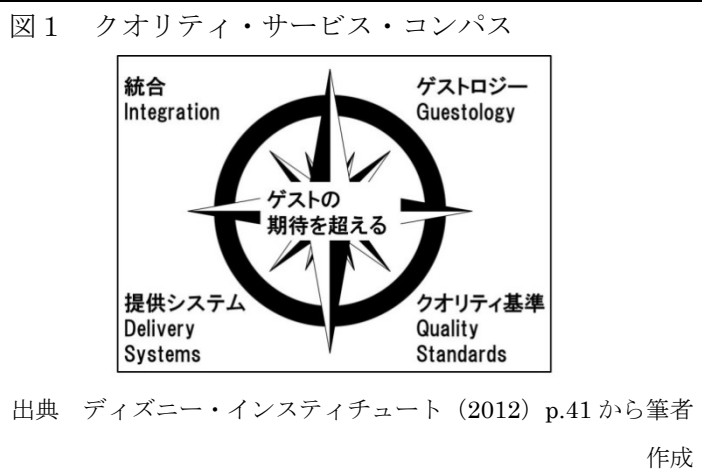 図１　クオリティ・サービス・コンパス
統合
Integration
ゲストロジー
Guestology
ゲストの
期待を超える
提供システム
Delivery
Systems
クオリティ基準
Quality
Standards
出典　ディズニー・インスティチュート（2012）p.41 から筆者
作成